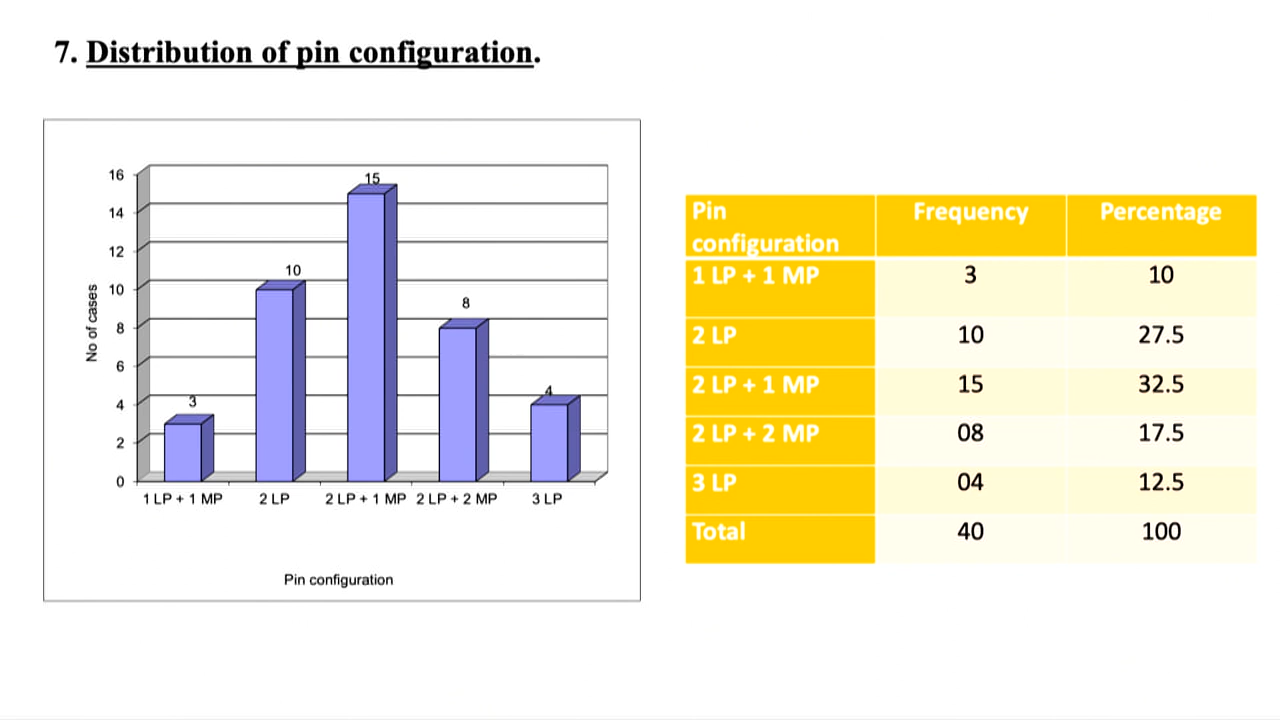 7. Distribution of pin configuration.
16
14
12
10
8
6
4
2
0
No of cases
3
10
15
8
4
1 LP + 1 MP
2 LP
2 LP + 1 MP
2 LP + 2 MP
3 LP
Pin configuration
Pin configuration Frequency Percentage
1 LP + 1 MP 3 10
2 LP 10 27.5
2 LP + 1 MP 15 32.5
2 LP + 2 MP 08 17.5
3 LP 04 12.5
Total 40 100